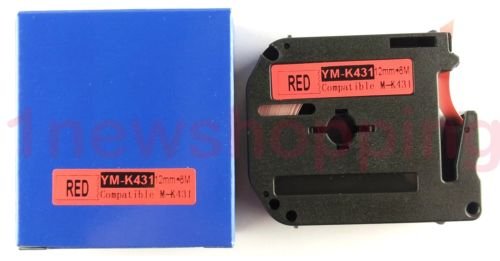 RED YM-K431 12mm*8M
Compatible M-K431
1newshopping
RED YM-K431 12mm*8M
Compatible M-K431